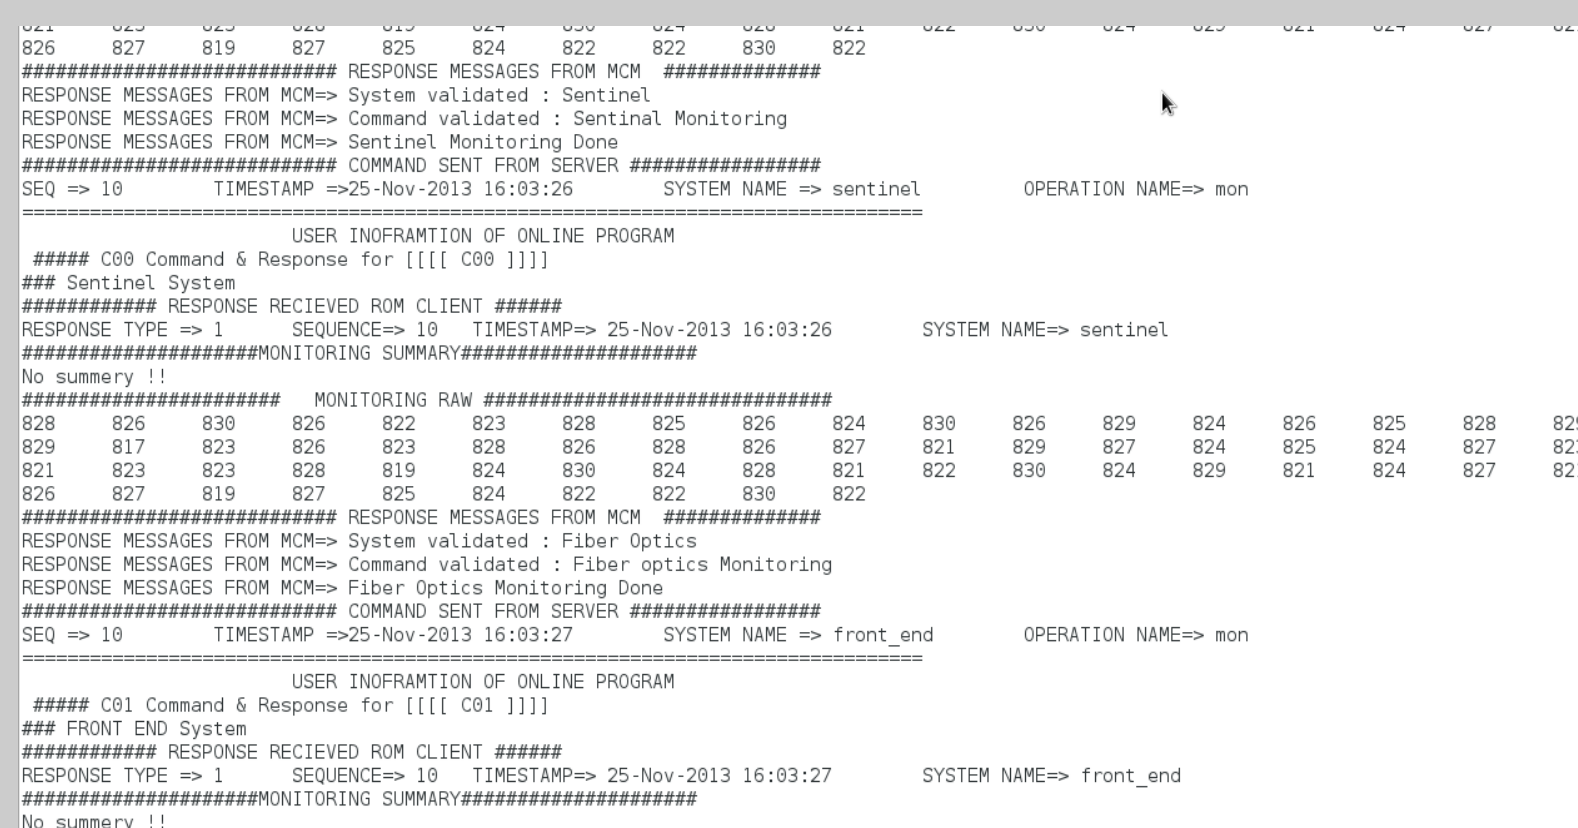 826 827 819 827 825 824 822 822 830 822
############################ RESPONSE MESSAGES FROM MCM ##############
RESPONSE MESSAGES FROM MCM=> System validated : Sentinel
RESPONSE MESSAGES FROM MCM=> Command validated : Sentinal Monitoring
RESPONSE MESSAGES FROM MCM=> Sentinel Monitoring Done
############################ COMMAND SENT FROM SERVER #################
SEQ => 10 TIMESTAMP =>25-Nov-2013 16:03:26 SYSTEM NAME => sentinel OPERATION NAME=> mon
================================================================================
USER INOFRAMTION OF ONLINE PROGRAM
##### C00 Command & Response for [[[[ C00 ]]]]
### Sentinel System
############ RESPONSE RECIEVED ROM CLIENT ######
RESPONSE TYPE => 1 SEQUENCE=> 10 TIMESTAMP=> 25-Nov-2013 16:03:26 SYSTEM NAME=> sentinel
#####################MONITORING SUMMARY#####################
No summery !!
####################### MONITORING RAW ###############################
828 826 830 826 822 823 828 825 826 824 830 826 829 824 826 825 828
829 817 823 826 823 828 826 828 826 827 821 829 827 824 825 824 827
821 823 823 828 819 824 830 824 828 821 822 830 824 829 821 824 827
826 827 819 827 825 824 822 822 830 822
############################ RESPONSE MESSAGES FROM MCM ##############
RESPONSE MESSAGES FROM MCM=> System validated : Fiber Optics
RESPONSE MESSAGES FROM MCM=> Command validated : Fiber optics Monitoring
RESPONSE MESSAGES FROM MCM=> Fiber Optics Monitoring Done
############################ COMMAND SENT FROM SERVER #################
SEQ => 10 TIMESTAMP =>25-Nov-2013 16:03:27 SYSTEM NAME => front_end OPERATION NAME=> mon
================================================================================
USER INOFRAMTION OF ONLINE PROGRAM
##### C01 Command & Response for [[[[ C01 ]]]]
### FRONT END System
############ RESPONSE RECIEVED ROM CLIENT ######
RESPONSE TYPE => 1 SEQUENCE=> 10 TIMESTAMP=> 25-Nov-2013 16:03:27 SYSTEM NAME=> front_end
#####################MONITORING SUMMARY#####################
No summery !!